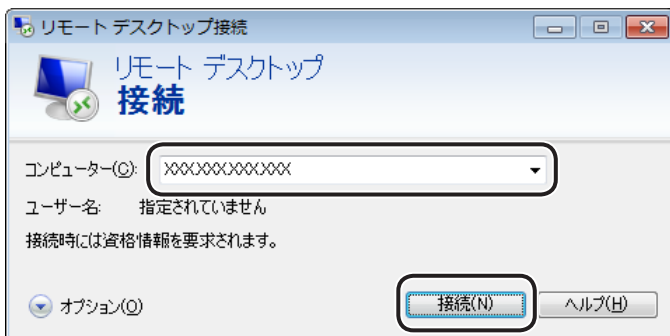 リモート デスクトップ接続
リモート デスクトップ
接続
コンピューター(C): XXX.XXX.XXX.XXX
ユーザー名: 指定されていません
接続時には資格情報を要求されます。
オプション(O) 接続(N) ヘルプ(H)